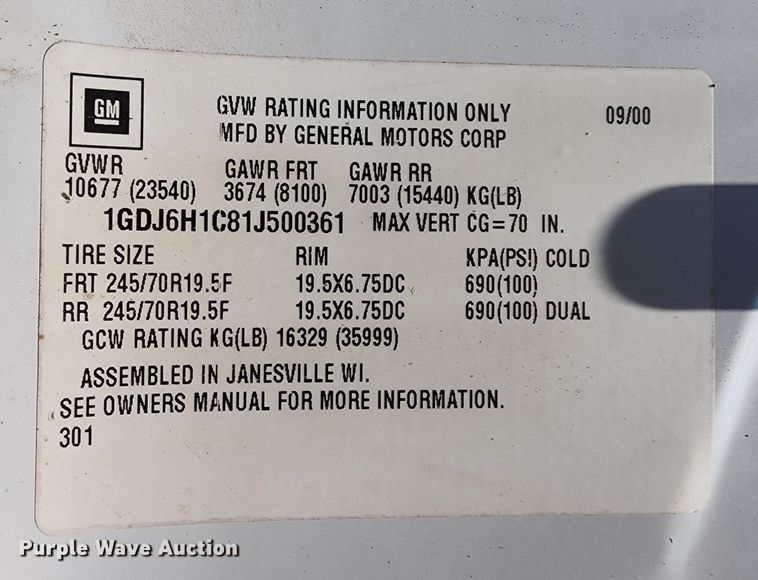 GM
GVW RATING INFORMATION ONLY 09/00
MFD BY GENERAL MOTORS CORP
GVWR GAWR FRT GAWR RR
10677 (23540) 3674 (8100) 7003 (15440) KG(LB)
1GDJ6H1C81J500361 MAX VERT CG=70 IN.
TIRE SIZE RIM KPA(PSI) COLD
FRT 245/70R19.5F 19.5X6.75DC 690(100)
RR 245/70R19.5F 19.5X6.75DC 690(100) DUAL
GCW RATING KG(LB) 16329 (35999)
ASSEMBLED IN JANESVILLE WI.
SEE OWNERS MANUAL FOR MORE INFORMATION.
301
Purple Wave Auction